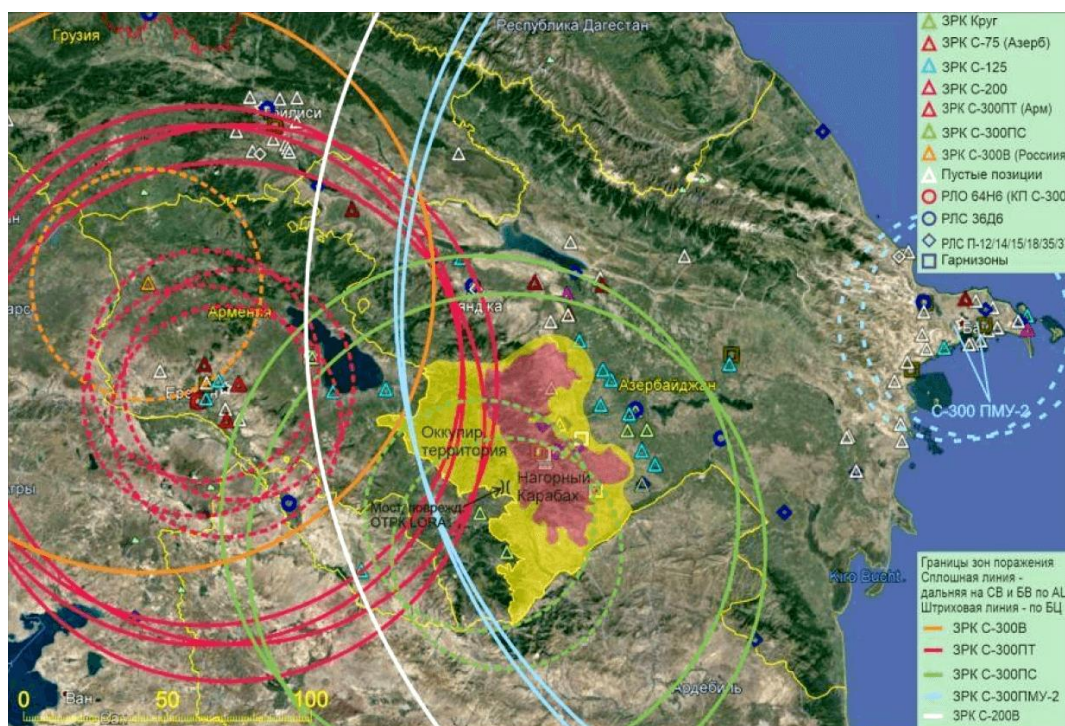 Республика Дагестан
Грузия
Армения
Азербайджан
Оккупир.
территория
Нагорный
Карабах
Мост, поврежд.
ОТРК LORA
С-300 ПМУ-2
Kiro Bucht
Ардебиль
Ван
0 50 100
ЗРК Круг
ЗРК С-75 (Азерб)
ЗРК С-125
ЗРК С-200
ЗРК С-300ПТ (Арм)
ЗРК С-300ПС
ЗРК С-300В (Россиия
Пустые позиции
РЛО 64Н6 (КП С-300
РЛС 36Д6
РЛС П-12/14/15/18/35/3
Гарнизоны
Границы зон поражения
Сплошная линия -
дальняя на СВ и БВ по AL
Штриховая линия - по БЦ
ЗРК С-300В
ЗРК С-300ПТ
ЗРК С-300ПС
ЗРК С-300ПМУ-2
ЗРК С-200В